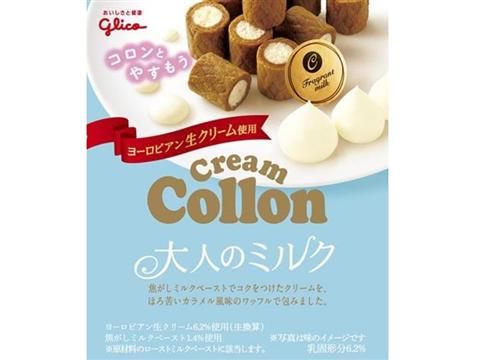 おいしさと健康
Glico
コロンと
やすもう
C
Fragrant
milk
ヨーロピアン生クリーム使用
Cream
Collon
大人のミルク
焦がしミルクペーストでコクをつけたクリームを、
ほろ苦いカラメル風味のワッフルで包みました。
ヨーロピアン生クリーム6.2%使用(生換算)
焦がしミルクペースト1.4%使用
※写真は味のイメージです
※原材料のローストミルクペーストに該当します。
乳固形分6.2%